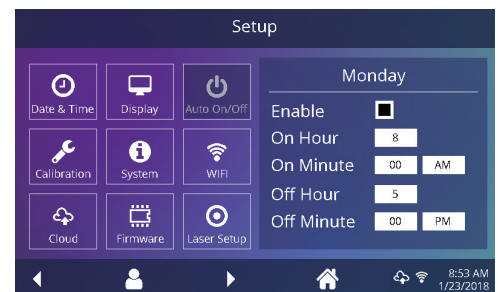 Setup
Date & Time
Display
Auto On/Off
Calibration
System
WIFI
Cloud
Firmware
Laser Setup
Monday
Enable
On Hour 8
On Minute 00 AM
Off Hour 5
Off Minute 00 PM
8:53 AM
1/23/2018